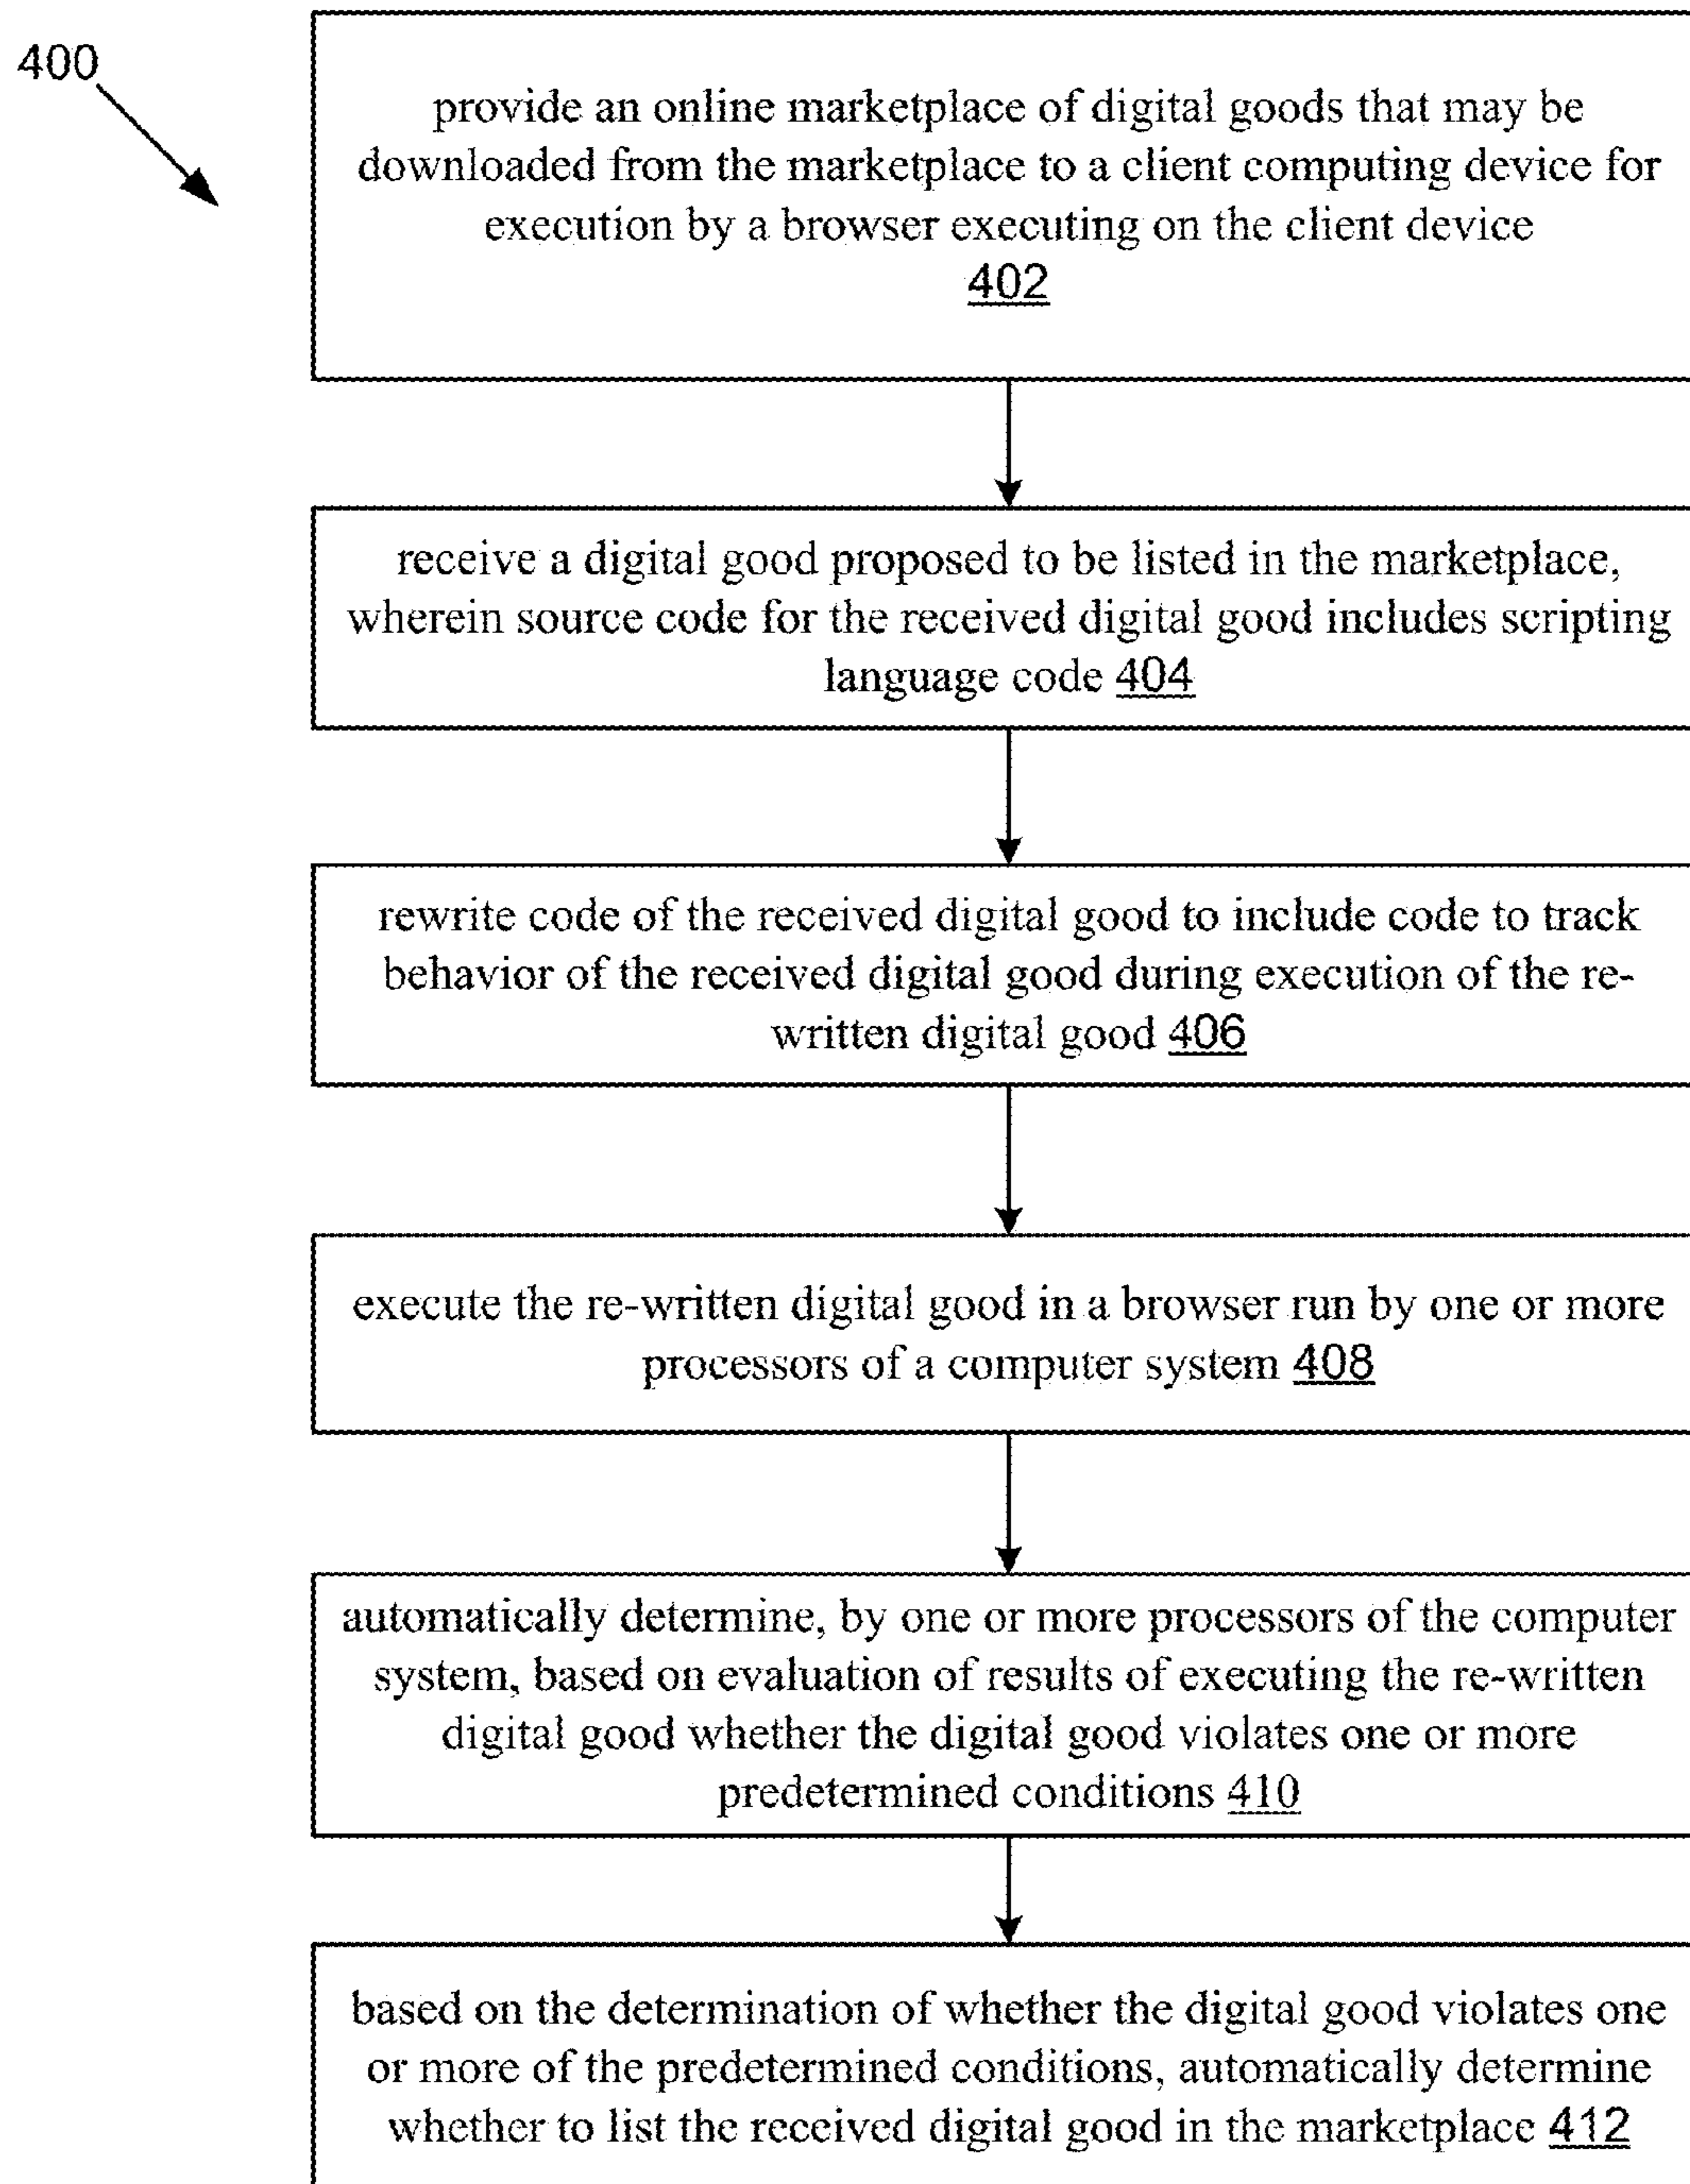 400
provide an online marketplace of digital goods that may be
downloaded from the marketplace to a client computing device for
execution by a browser executing on the client device
402
receive a digital good proposed to be listed in the marketplace,
wherein source code for the received digital good includes scripting
language code 404
rewrite code of the received digital good to include code to track
behavior of the received digital good during execution of the re-
written digital good 406
execute the re-written digital good in a browser run by one or more
processors of a computer system 408
automatically determine, by one or more processors of the computer
system, based on evaluation of results of executing the re-written
digital good whether the digital good violates one or more
predetermined conditions 410
based on the determination of whether the digital good violates one
or more of the predetermined conditions, automatically determine
whether to list the received digital good in the marketplace 412